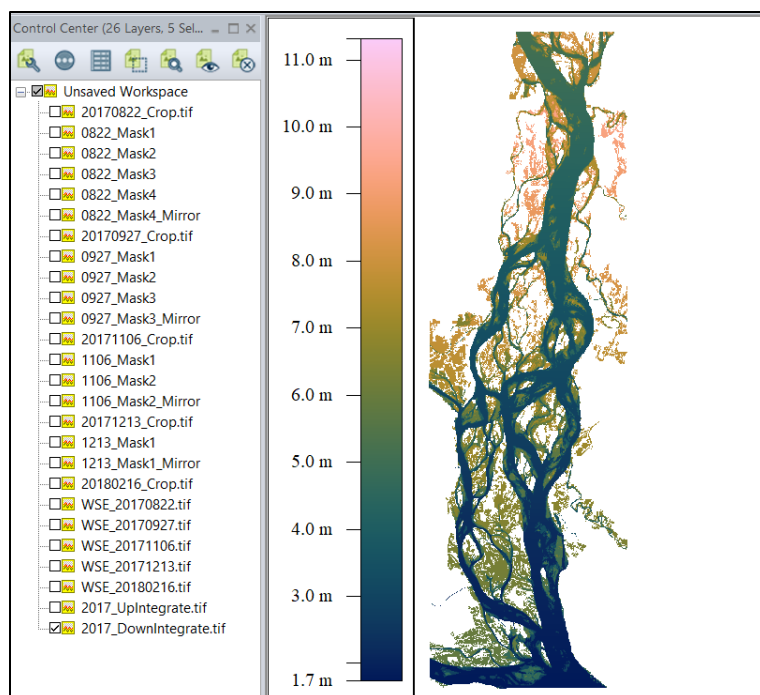 Control Center (26 Layers, 5 Sel...
Unsaved Workspace
20170822_Crop.tif
0822_Mask1
0822_Mask2
0822_Mask3
0822_Mask4
0822_Mask4_Mirror
20170927_Crop.tif
0927_Mask1
0927_Mask2
0927_Mask3
0927_Mask3_Mirror
20171106_Crop.tif
1106_Mask1
1106_Mask2
1106_Mask2_Mirror
20171213_Crop.tif
1213_Mask1
1213_Mask1_Mirror
20180216_Crop.tif
WSE_20170822.tif
WSE_20170927.tif
WSE_20171106.tif
WSE_20171213.tif
WSE_20180216.tif
2017_UpIntegrate.tif
2017_DownIntegrate.tif
11.0 m
10.0 m
9.0 m
8.0 m
7.0 m
6.0 m
5.0 m
4.0 m
3.0 m
1.7 m